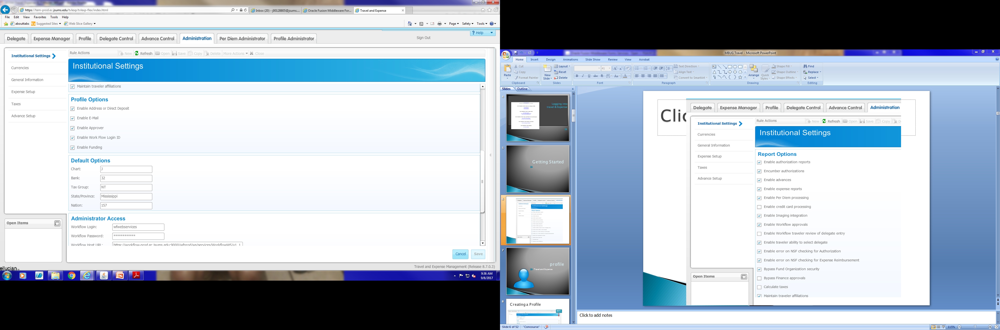 https://tem-prod.ec.jsums.edu/tvlexp/tvlexp-flex/index.html
Inbox (20) - j00128805@jsums....
Oracle Fusion Middleware For...
Travel and Expense
File Edit View Favorites Tools Help
abouttabs Suggested Sites Web Slice Gallery
Page Safety Tools
? Help
Delegate Expense Manager Profile Delegate Control Advance Control Administration Per Diem Administrator Profile Administrator
Sign Out
Institutional Settings
Currencies
General Information
Expense Setup
Taxes
Advance Setup
Open Items
Rule Actions New Refresh Open Save Copy Delete More Actions Close
Institutional Settings
Maintain traveler affiliations
Profile Options
Enable Address or Direct Deposit
Enable E-Mail
Enable Approver
Enable Work Flow Login ID
Enable Funding
Default Options
Chart: J
Bank: 32
Tax Group: NT
State/Province: Mississippi
Nation: 157
Administrator Access
Workflow Login: wfwebservices
Workflow Password: ************
Workflow Host URL: https://workflow-prod.ec.jsums.edu:9000/wfprod/ws/services/WorkflowWS/v1_1
Cancel Save
Travel and Expense Management (Release 8.7.0.3)
ellucian
9:36 AM
9/8/2017
MBUG Travel - Microsoft PowerPoint
Home Insert Design Animations Slide Show Review View Acrobat
Paste
Cut
Copy
Format Painter
Clipboard
New Slide
Layout
Reset
Delete
Slides
41
Font
Text Direction
Align Text
Convert to SmartArt
Paragraph
Arrange
Quick Styles
Shape Fill
Shape Outline
Shape Effects
Drawing
Find
Replace
Select
Editing
Slides Outline
4
Logging into
travel & Expense
5
Getting Started
6
7
profile
Travel and Expense
8
Creating a Profile
Clic
Delegate Expense Manager Profile Delegate Control Advance Control Administration
Institutional Settings
Currencies
General Information
Expense Setup
Taxes
Advance Setup
Open Items
Rule Actions New Refresh Open Save Copy
Institutional Settings
Report Options
Enable authorization reports
Encumber authorizations
Enable advances
Enable expense reports
Enable Per Diem processing
Enable credit card processing
Enable Imaging integration
Enable Workflow approvals
Enable Workflow traveler review of delegate entry
Enable traveler ability to select delegate
Enable error on NSF checking for Authorization
Enable error on NSF checking for Expense Reimbursement
Bypass Fund Organization security
Bypass Finance approvals
Calculate taxes
Maintain traveler affiliations
Click to add notes
Slide 6 of 52 "Concourse"
115%